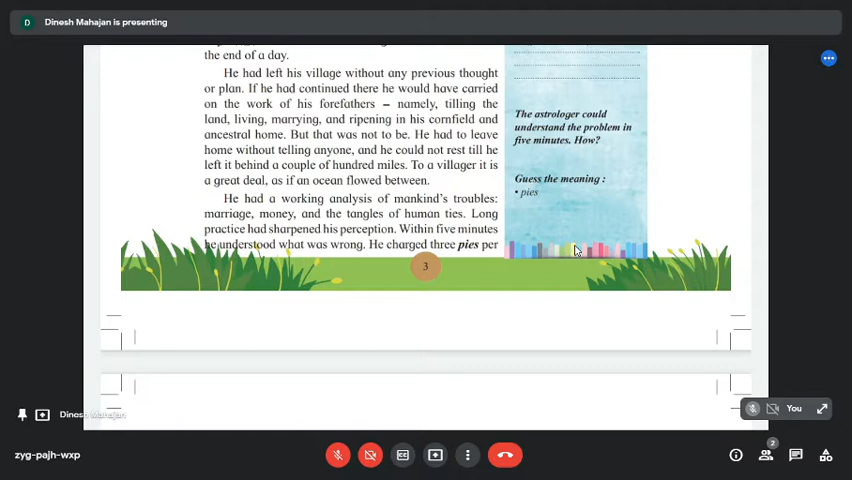 D Dinesh Mahajan is presenting
the end of a day.
He had left his village without any previous thought
or plan. If he had continued there he would have carried
on the work of his forefathers – namely, tilling the
land, living, marrying, and ripening in his cornfield and
ancestral home. But that was not to be. He had to leave
home without telling anyone, and he could not rest till he
left it behind a couple of hundred miles. To a villager it is
a great deal, as if an ocean flowed between.
He had a working analysis of mankind's troubles:
marriage, money, and the tangles of human ties. Long
practice had sharpened his perception. Within five minutes
he understood what was wrong. He charged three pies per
The astrologer could
understand the problem in
five minutes. How?
Guess the meaning :
• pies
3
Dinesh Mahajan
You
zyg-pajh-wxp
2